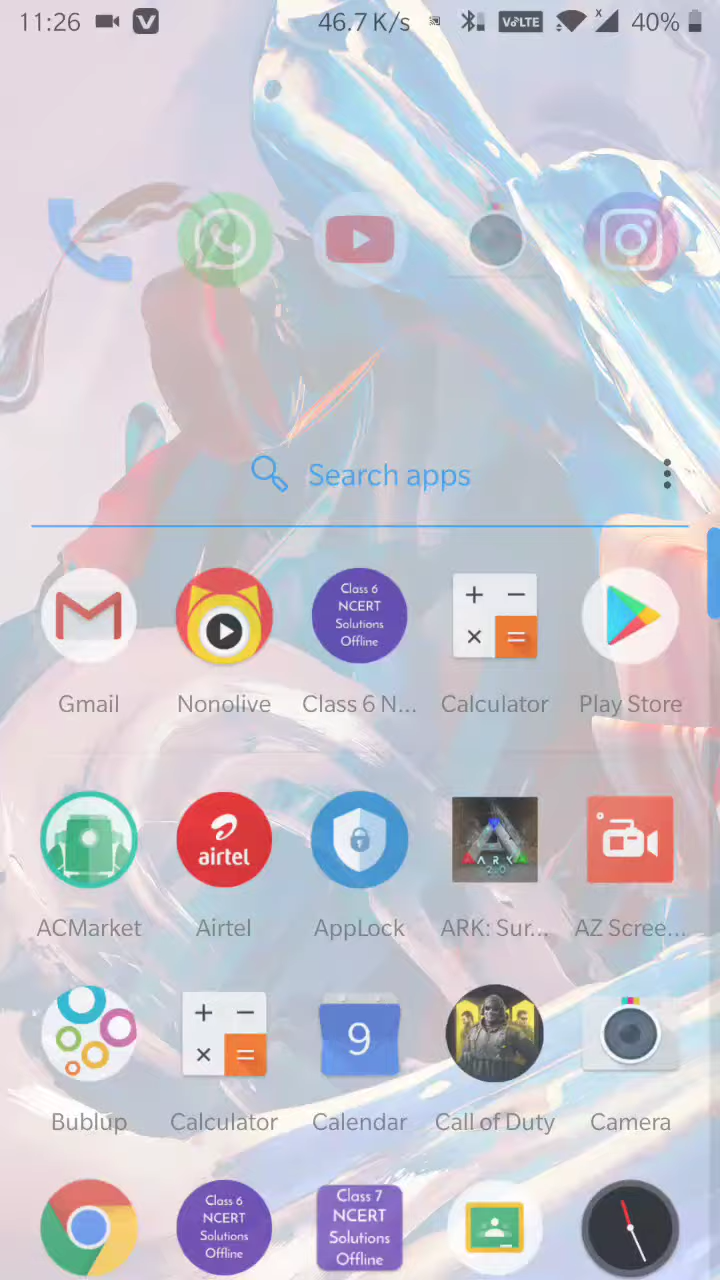 11:26 46.7 K/s VoLTE X 40%
Search apps
Class 6
NCERT
Solutions
Offline
Gmail Nonolive Class 6 N... Calculator Play Store
airtel
ARK
ACMarket Airtel AppLock ARK: Sur... AZ Scree...
9
Bublup Calculator Calendar Call of Duty Camera
Class 6
NCERT
Solutions
Offline
Class 7
NCERT
Solutions
Offline